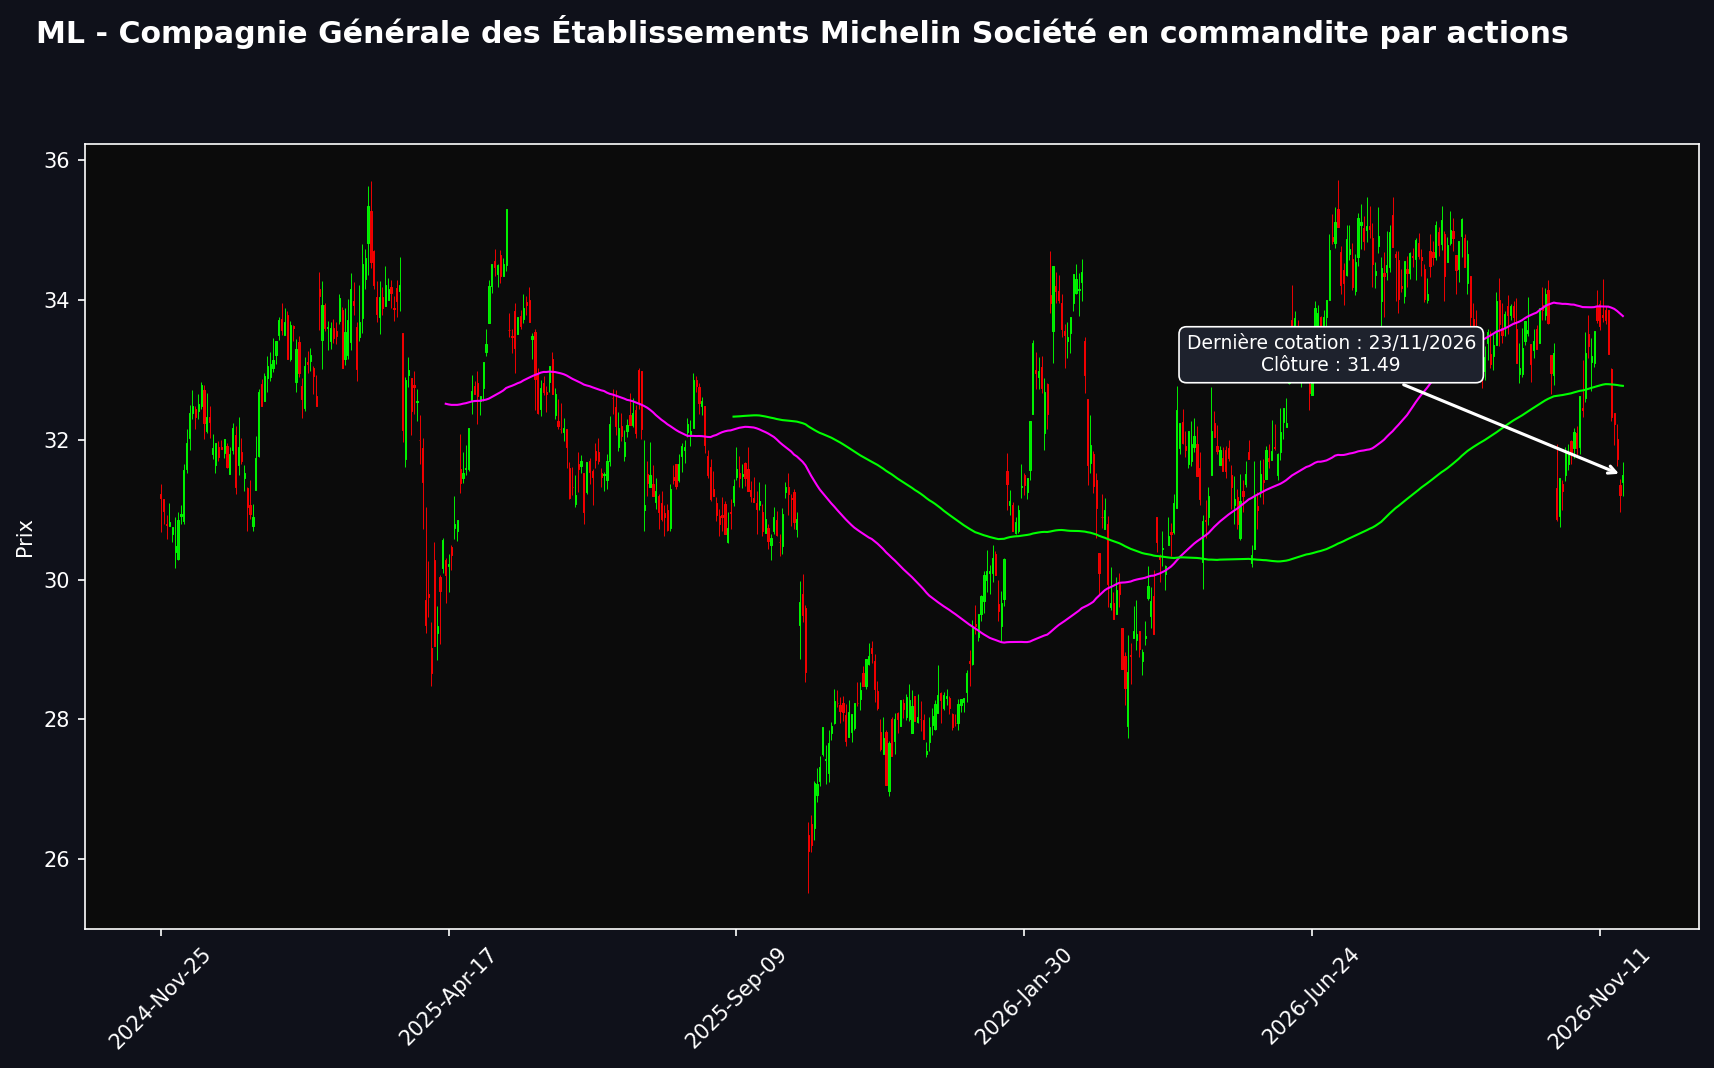 ML - Compagnie Générale des Établissements Michelin Société en commandite par actions
36
34
32
30
28
26
Prix
Dernière cotation : 23/11/2026
Clôture : 31.49
2024-Nov-25
2025-Apr-17
2025-Sep-09
2026-Jan-30
2026-Jun-24
2026-Nov-11